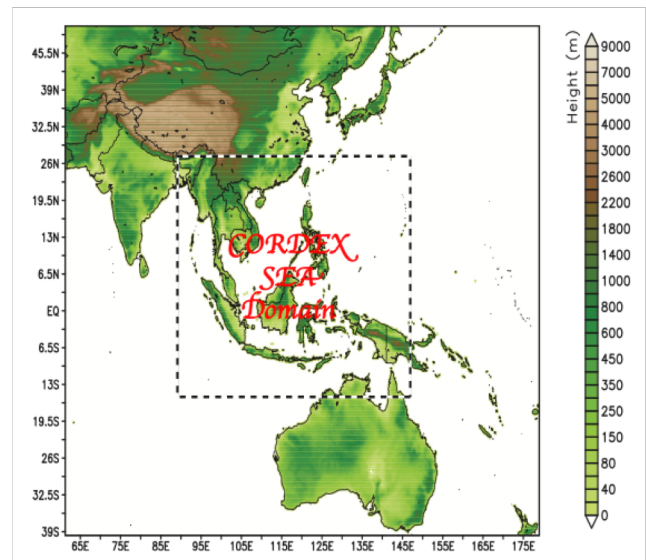 45.5N
39N
32.5N
26N
19.5N
13N
6.5N
EQ
6.5S
13S
19.5S
26S
32.5S
39S
65E 75E 85E 95E 105E 115E 125E 135E 145E 155E 165E 175E
CORDEX
SEA
Domain
Height (m)
9000
7000
5000
4000
3000
2600
2200
1800
1400
1000
800
600
450
350
250
150
80
40
0